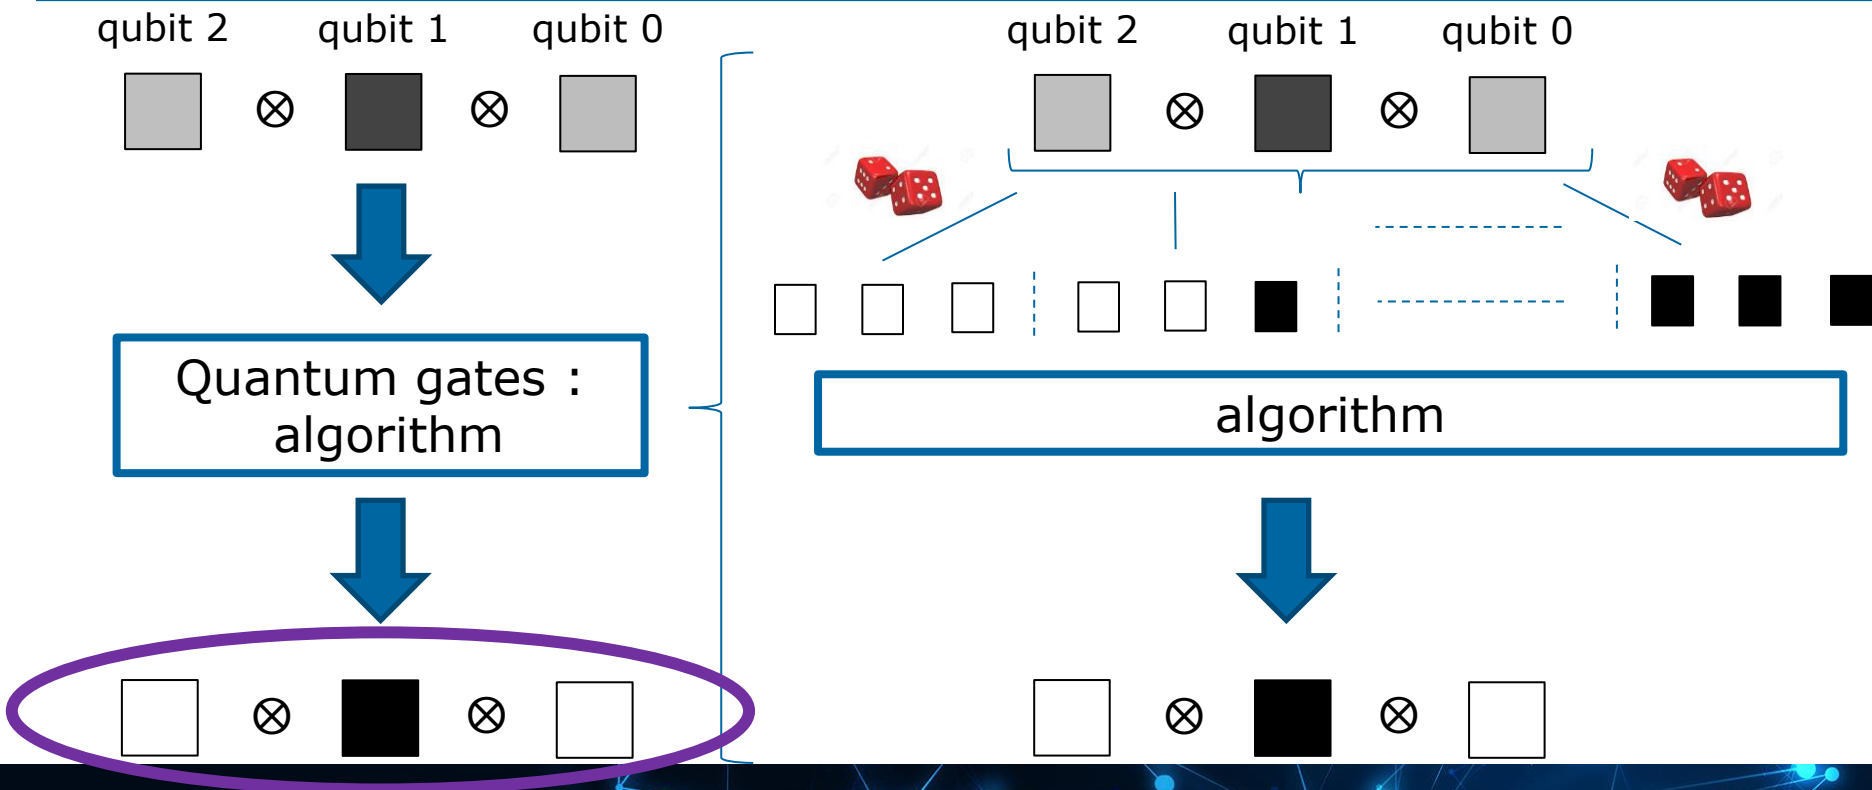 qubit 2 qubit 1 qubit 0
⊗ ⊗
Quantum gates :
algorithm
⊗ ⊗
qubit 2 qubit 1 qubit 0
⊗ ⊗
algorithm
⊗ ⊗